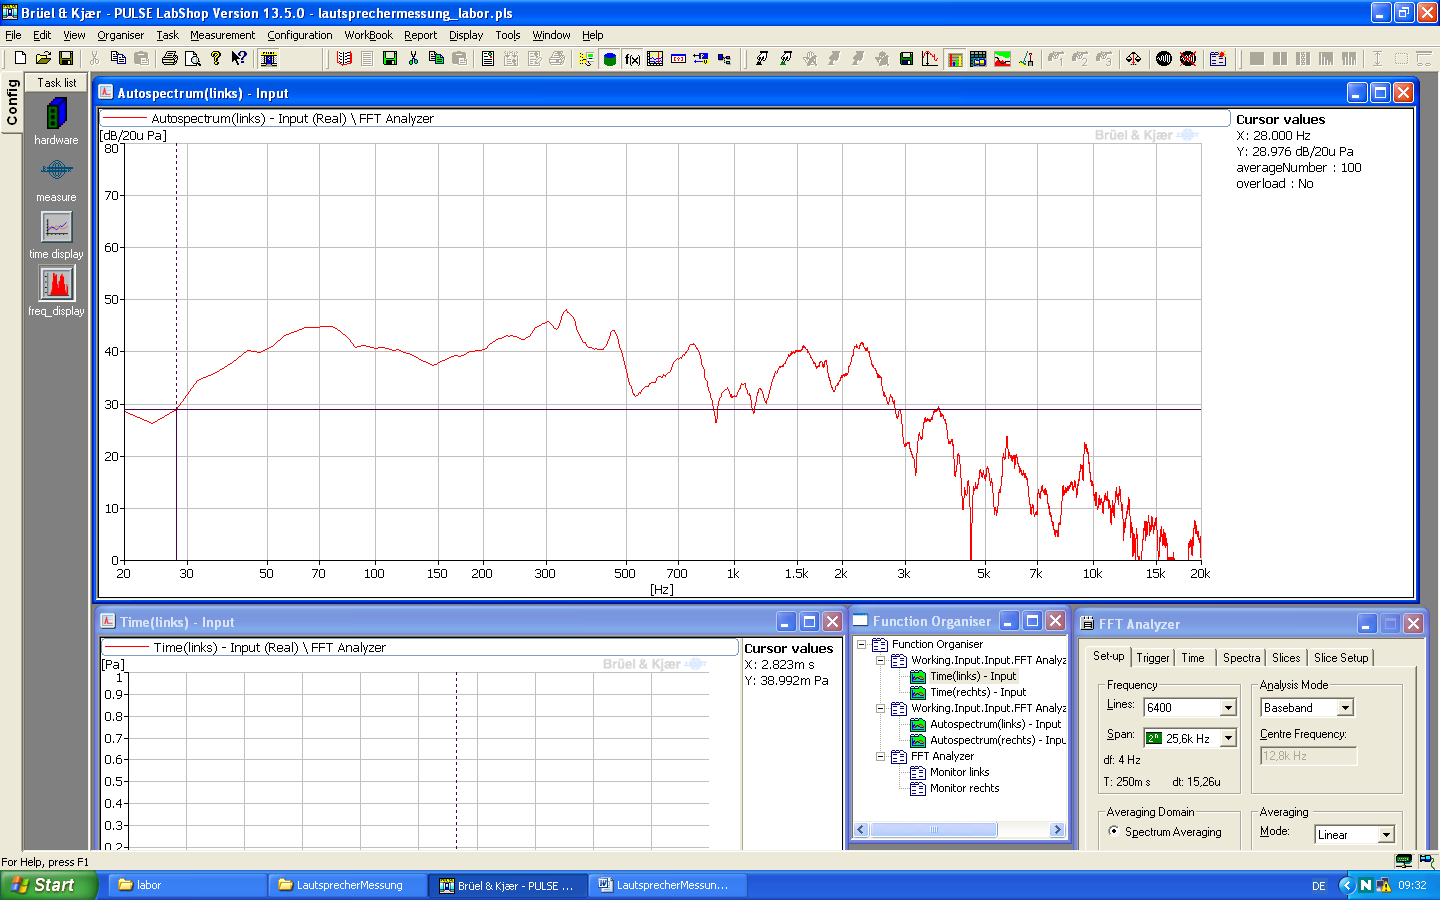 Brüel & Kjær - PULSE LabShop Version 13.5.0 - lautsprechermessung_labor.pls
File Edit View Organiser Task Measurement Configuration WorkBook Report Display Tools Window Help
Config
Task list
hardware
measure
time display
freq_display
Autospectrum(links) - Input
Autospectrum(links) - Input (Real) \ FFT Analyzer
[dB/20u Pa]
Brüel & Kjær
80
70
60
50
40
30
20
10
0
20 30 50 70 100 150 200 300 500 700 1k 1.5k 2k 3k 5k 7k 10k 15k 20k
[Hz]
Cursor values
X: 28.000 Hz
Y: 28.976 dB/20u Pa
averageNumber : 100
overload : No
Time(links) - Input
Time(links) - Input (Real) \ FFT Analyzer
[Pa]
Brüel & Kjær
1
0.9
0.8
0.7
0.6
0.5
0.4
0.3
0.2
Cursor values
X: 2.823m s
Y: 38.992m Pa
Function Organiser
Function Organiser
Working.Input.Input.FFT Analyz
Time(links) - Input
Time(rechts) - Input
Working.Input.Input.FFT Analyz
Autospectrum(links) - Input
Autospectrum(rechts) - Inpu
FFT Analyzer
Monitor links
Monitor rechts
FFT Analyzer
Set-up Trigger Time Spectra Slices Slice Setup
Frequency
Lines: 6400
Span: 2ⁿ 25,6k Hz
df: 4 Hz
T: 250m s dt: 15,26u
Analysis Mode
Baseband
Centre Frequency:
12,8k Hz
Averaging Domain
Spectrum Averaging
Averaging
Mode: Linear
For Help, press F1
Start
labor
LautsprecherMessung
Brüel & Kjær - PULSE ...
LautsprecherMessun...
DE
N
09:32